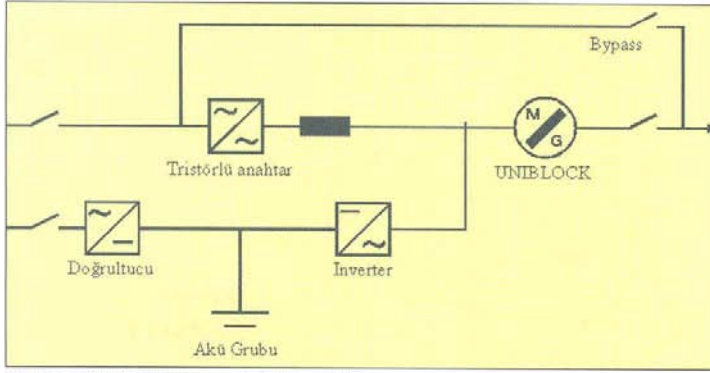 Bypass
M
G
Tristörlü anahtar
UNIBLOCK
Doğrultucu
Inverter
Akü Grubu